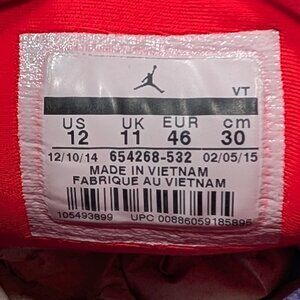 VT
US UK EUR cm
12 11 46 30
12/10/14 654268-532 02/05/15
MADE IN VIETNAM
FABRIQUE AU VIETNAM
105493899 UPC 00886059185895